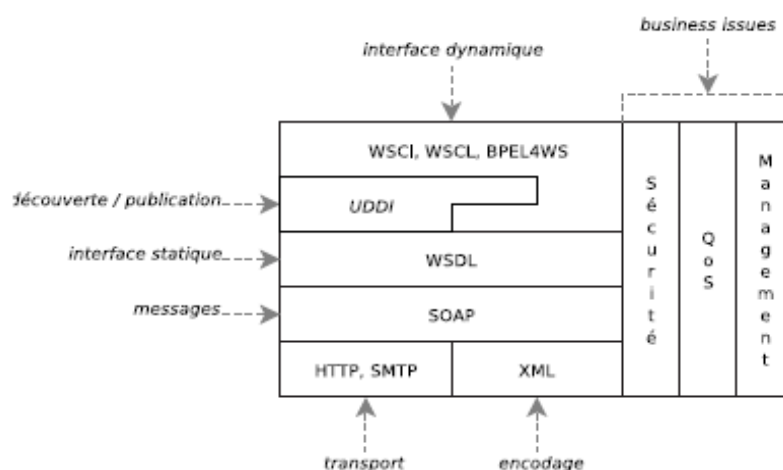 business issues
interface dynamique
WSCI, WSCL, BPEL4WS
découverte / publication
UDDI
interface statique
WSDL
messages
SOAP
HTTP, SMTP
XML
Sécurité
QoS
Management
transport
encodage